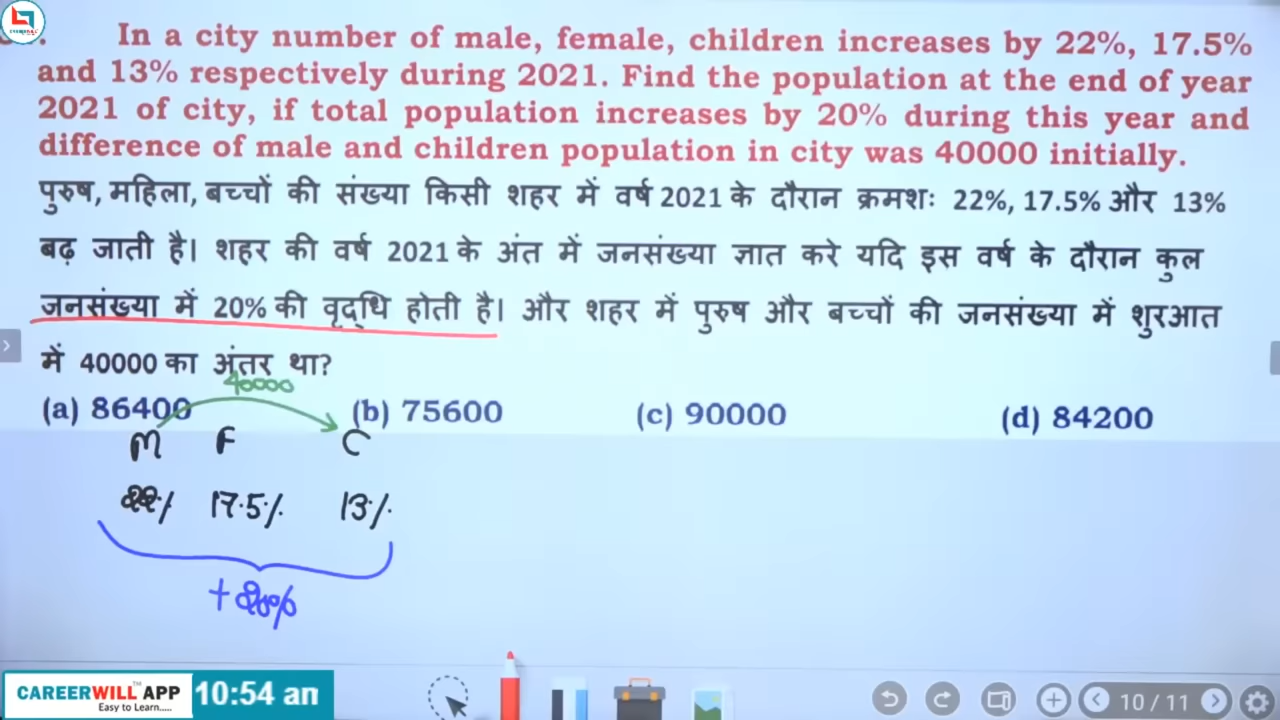 In a city number of male, female, children increases by 22%, 17.5%
and 13% respectively during 2021. Find the population at the end of year
2021 of city, if total population increases by 20% during this year and
difference of male and children population in city was 40000 initially.
पुरुष, महिला, बच्चों की संख्या किसी शहर में वर्ष 2021 के दौरान क्रमशः 22%, 17.5% और 13%
बढ़ जाती है। शहर की वर्ष 2021 के अंत में जनसंख्या ज्ञात करे यदि इस वर्ष के दौरान कुल
जनसंख्या में 20% की वृद्धि होती है। और शहर में पुरुष और बच्चों की जनसंख्या में शुरआत
में 40000 का अंतर था?
40000
(a) 86400 (b) 75600 (c) 90000 (d) 84200
M F C
22% 17.5% 13%
+20%
CAREERWILL APP
Easy to Learn.....
10:54 an
10 / 11